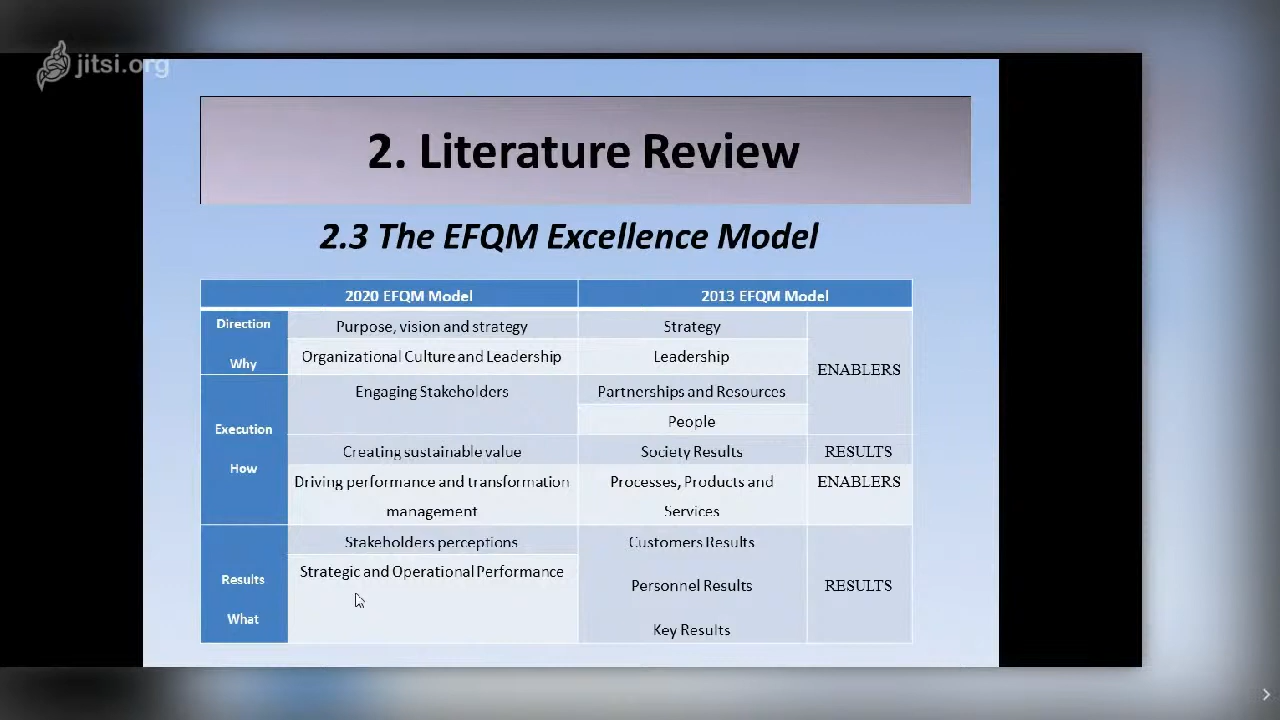 jitsi.org
2. Literature Review
2.3 The EFQM Excellence Model
2020 EFQM Model 2013 EFQM Model
Direction
Why
Purpose, vision and strategy Strategy
Organizational Culture and Leadership Leadership
ENABLERS
Execution
How
Engaging Stakeholders Partnerships and Resources
People
Creating sustainable value Society Results RESULTS
Driving performance and transformation Processes, Products and ENABLERS
management Services
Results
What
Stakeholders perceptions Customers Results
Strategic and Operational Performance
Personnel Results RESULTS
Key Results